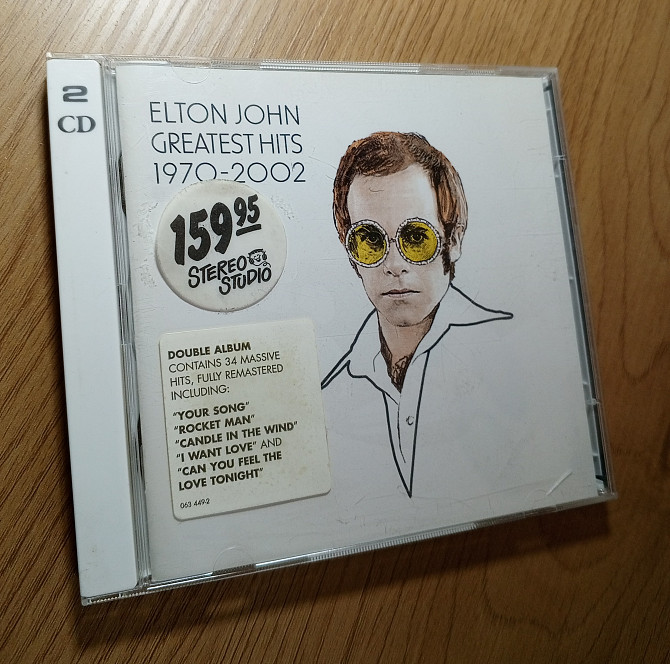 2
CD
ELTON JOHN
GREATEST HITS
1970-2002
159.95
STEREO
STUDIO
DOUBLE ALBUM
CONTAINS 34 MASSIVE
HITS, FULLY REMASTERED
INCLUDING:
"YOUR SONG"
"ROCKET MAN"
"CANDLE IN THE WIND"
"I WANT LOVE" AND
"CAN YOU FEEL THE
LOVE TONIGHT"
063 449-2